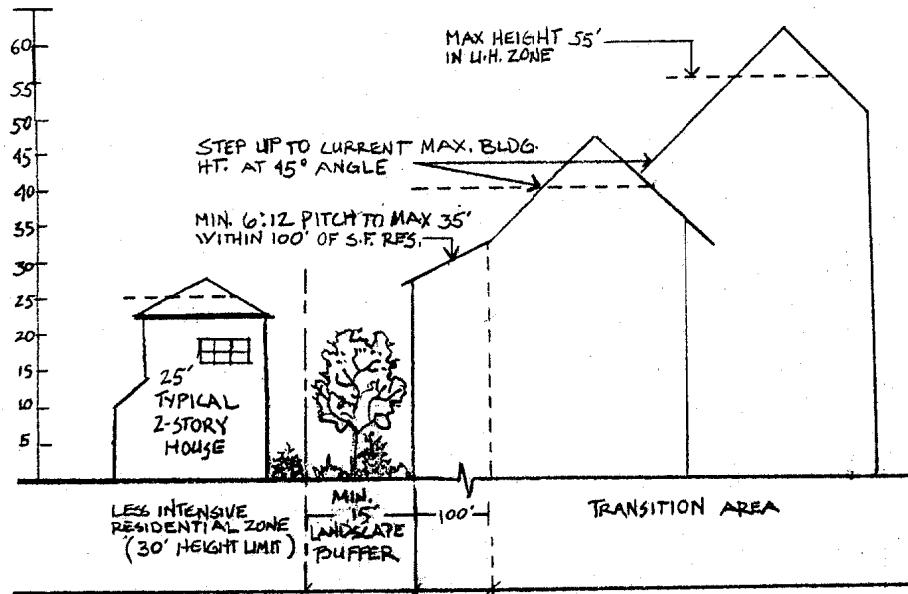 60
55
50
45
40
35
30
25
20
15
10
5
MAX HEIGHT 55'
IN U.H. ZONE
STEP UP TO CURRENT MAX. BLDG.
HT. AT 45° ANGLE
MIN. 6:12 PITCH TO MAX 35'
WITHIN 100' OF S.F. RES.
25'
TYPICAL
2-STORY
HOUSE
LESS INTENSIVE
RESIDENTIAL ZONE
(30' HEIGHT LIMIT)
MIN.
15'
LANDSCAPE
BUFFER
100'
TRANSITION AREA